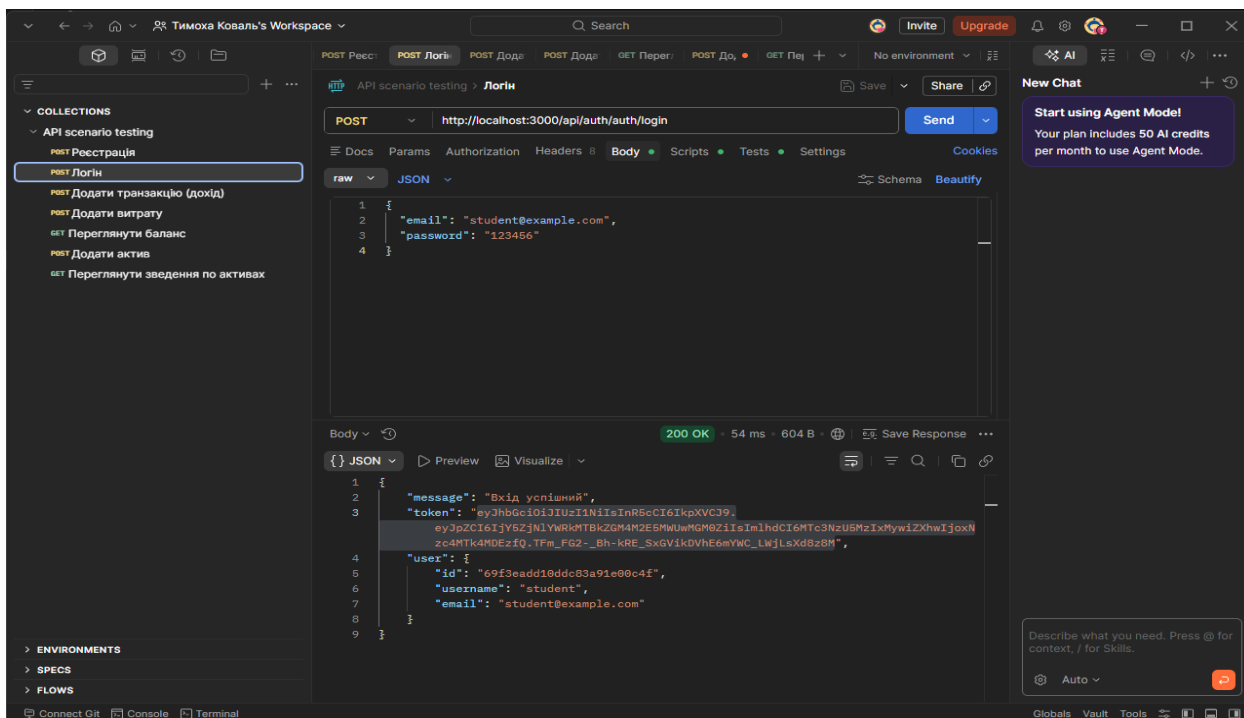 Тимоха Коваль's Workspace
Search
Invite
Upgrade
POST Реєст
POST Логін
POST Дода
POST Дода
GET Перегл
POST До,
GET Пер
No environment
AI
COLLECTIONS
API scenario testing
POST Реєстрація
POST Логін
POST Додати транзакцію (дохід)
POST Додати витрату
GET Переглянути баланс
POST Додати актив
GET Переглянути зведення по активах
ENVIRONMENTS
SPECS
FLOWS
HTTP API scenario testing > Логін
Save
Share
POST
http://localhost:3000/api/auth/auth/login
Send
Docs Params Authorization Headers 8 Body Scripts Tests Settings
Cookies
raw JSON
Schema Beautify
1 {
2 "email": "student@example.com",
3 "password": "123456"
4 }
Body
200 OK 54 ms 604 B
e.g. Save Response
{} JSON Preview Visualize
1 {
2 "message": "Вхід успішний",
3 "token": "eyJhbGciOiJIUzI1NiIsInR5cCI6IkpXVCJ9.
eyJpZCI6IjY5ZjNlYWRkMTBkZGM4M2E5MWUwMGM0ZiIsImlhdCI6MTc3NzU5MzIxMywiZXhwIjoxN
zc4MTk4MDEzfQ.TFm_FG2-_Bh-kRE_SxGVikDVhE6mYWC_LWjLsXd8z8M",
4 "user": {
5 "id": "69f3eadd10ddc83a91e00c4f",
6 "username": "student",
7 "email": "student@example.com"
8 }
9 }
New Chat
Start using Agent Mode!
Your plan includes 50 AI credits
per month to use Agent Mode.
Describe what you need. Press @ for
context, / for Skills.
Auto
Connect Git Console Terminal
Globals Vault Tools